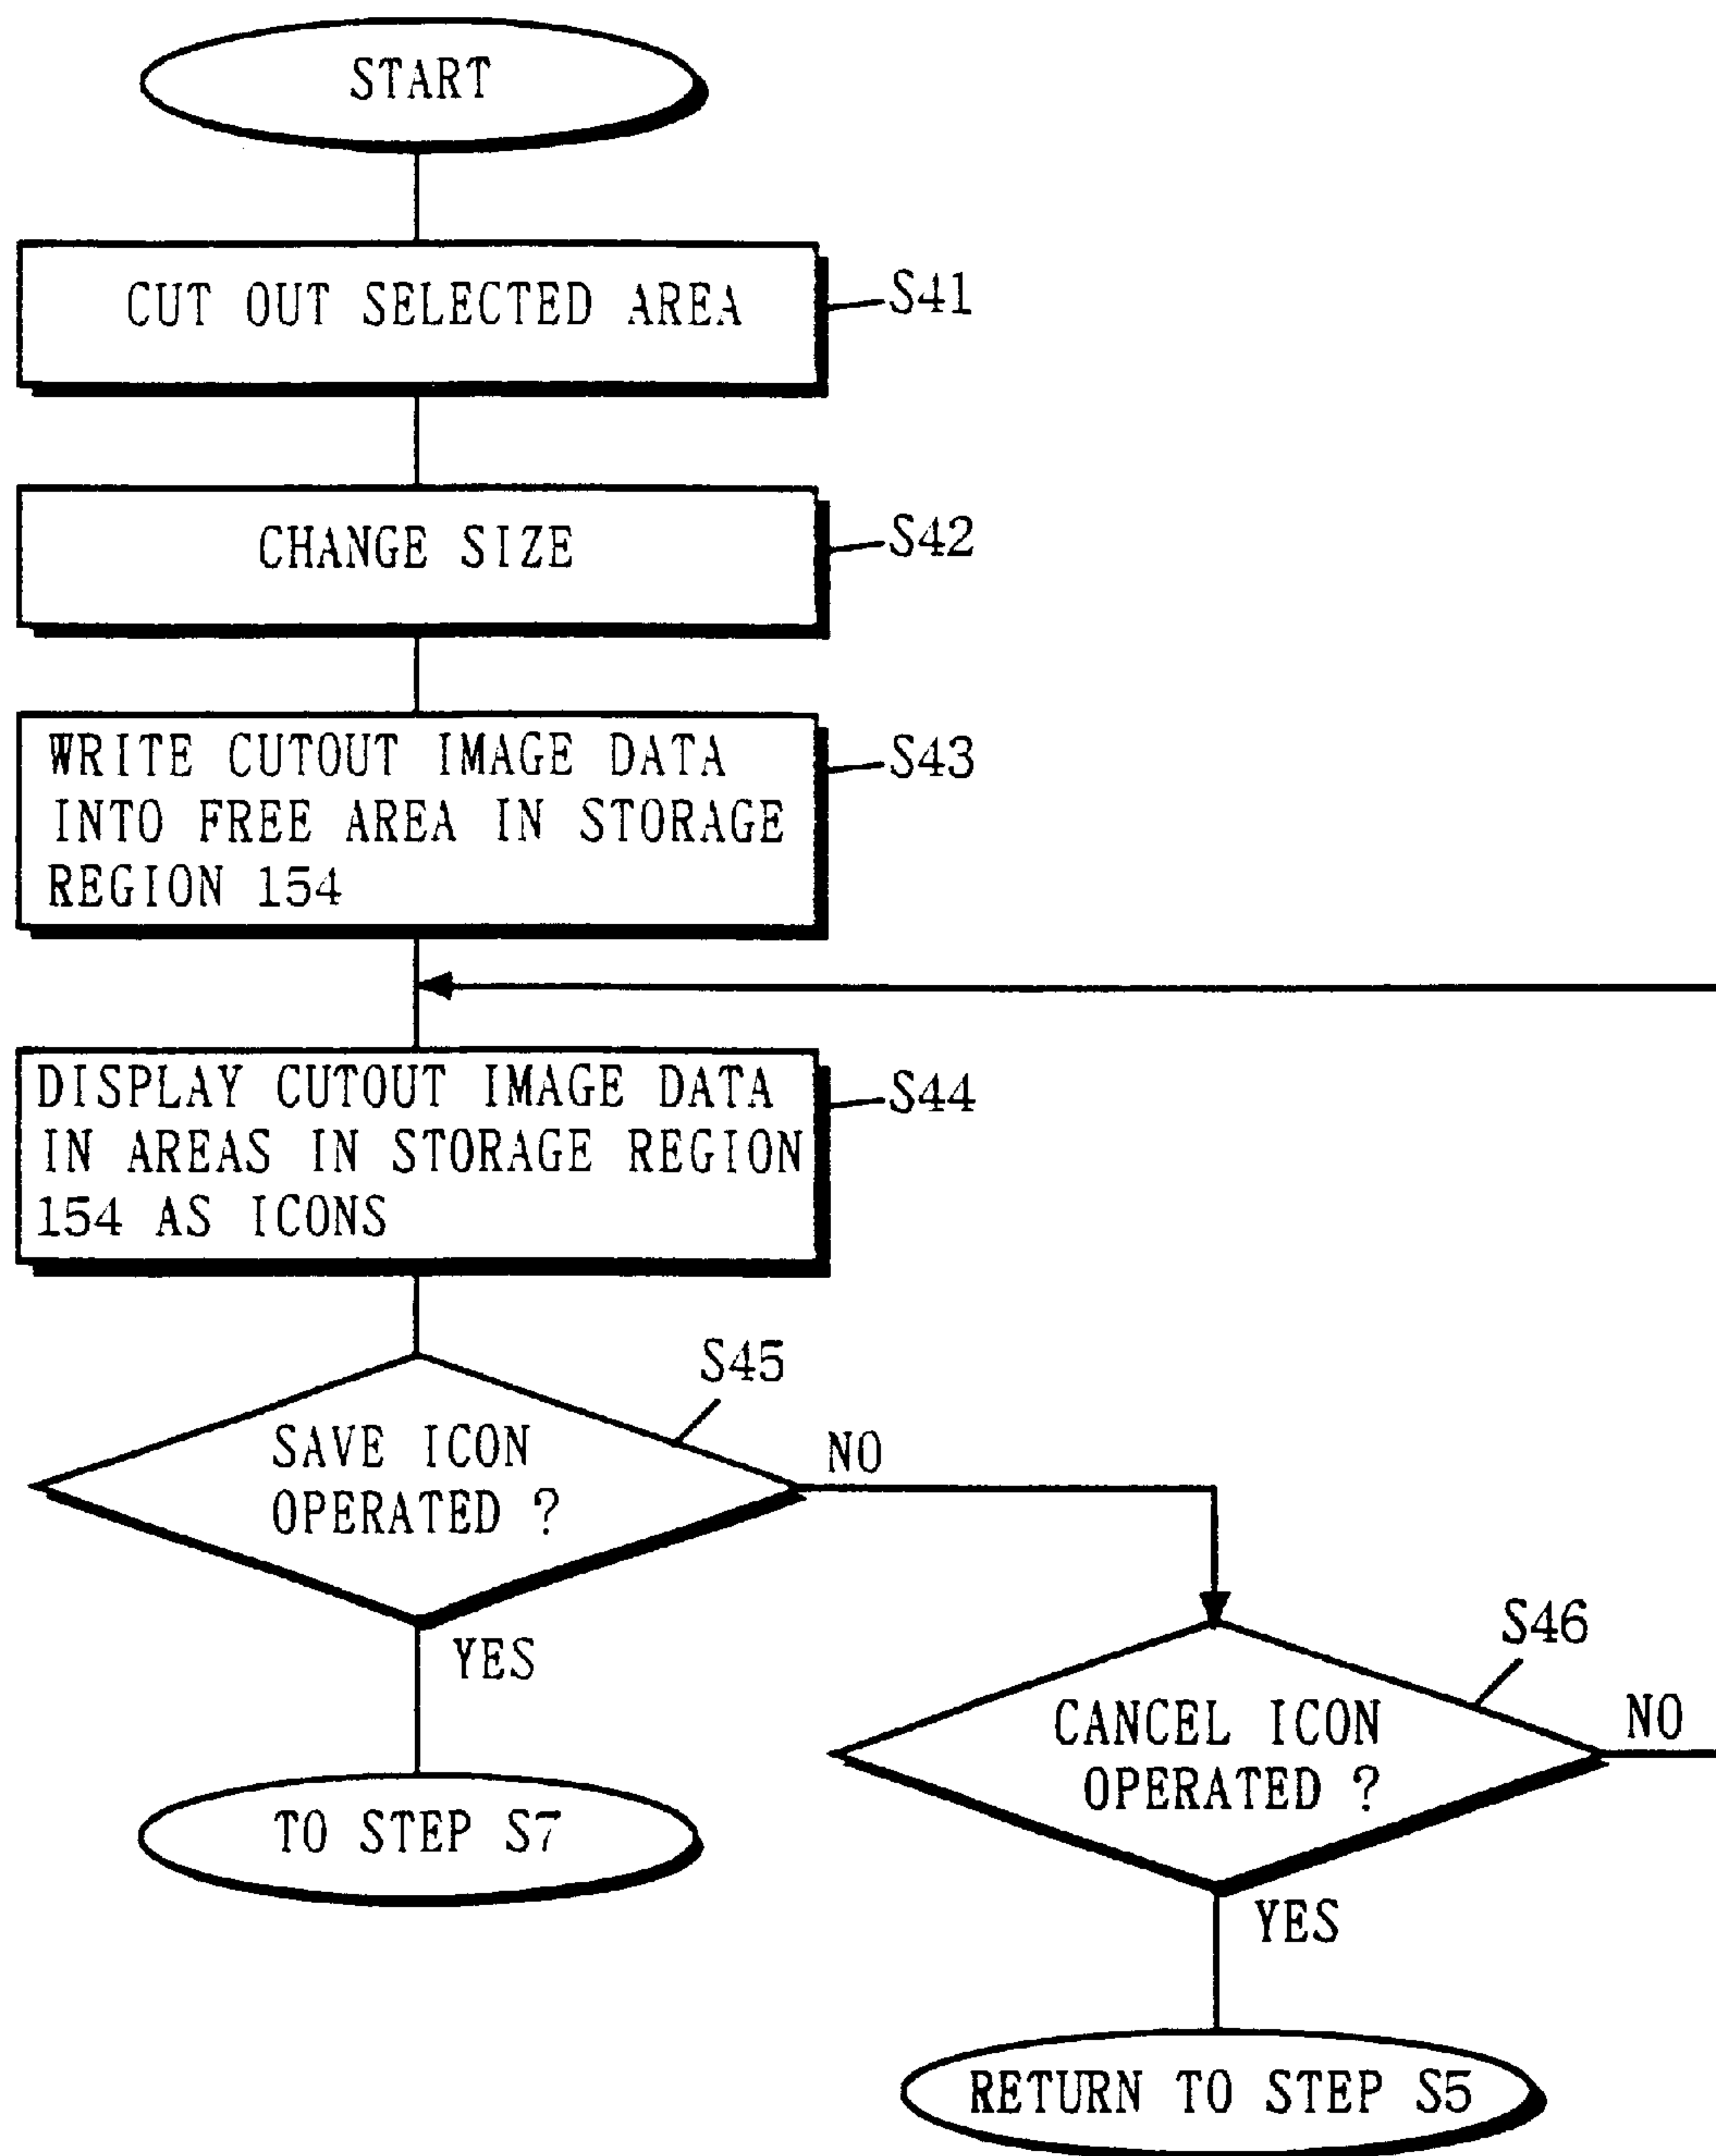 START
CUT OUT SELECTED AREA
S41
CHANGE SIZE
S42
WRITE CUTOUT IMAGE DATA
INTO FREE AREA IN STORAGE
REGION 154
S43
DISPLAY CUTOUT IMAGE DATA
IN AREAS IN STORAGE REGION
154 AS ICONS
S44
S45
SAVE ICON
OPERATED ?
NO
YES
TO STEP S7
S46
CANCEL ICON
OPERATED ?
NO
YES
RETURN TO STEP S5